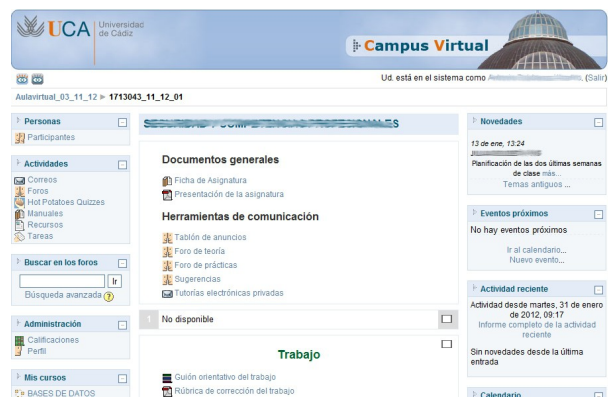 UCA Universidad de Cádiz
Campus Virtual
Ud. está en el sistema como (Salir)
Aulavirtual_03_11_12 ► 1713043_11_12_01
Personas
Participantes
Actividades
Correos
Foros
Hot Potatoes Quizzes
Manuales
Recursos
Tareas
Buscar en los foros
Ir
Búsqueda avanzada
Administración
Calificaciones
Perfil
Mis cursos
BASES DE DATOS
Documentos generales
Ficha de Asignatura
Presentación de la asignatura
Herramientas de comunicación
Tablón de anuncios
Foro de teoría
Foro de prácticas
Sugerencias
Tutorías electrónicas privadas
1 No disponible
Trabajo
Guión orientativo del trabajo
Rúbrica de corrección del trabajo
Novedades
13 de ene, 13:24
Planificación de las dos últimas semanas
de clase más...
Temas antiguos ...
Eventos próximos
No hay eventos próximos
Ir al calendario...
Nuevo evento...
Actividad reciente
Actividad desde martes, 31 de enero
de 2012, 09:17
Informe completo de la actividad
reciente
Sin novedades desde la última
entrada
Calendario